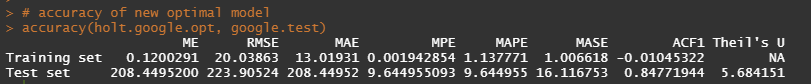 >
> # accuracy of new optimal model
> accuracy(holt.google.opt, google.test)
ME RMSE MAE MPE MAPE MASE ACF1 Theil's U
Training set 0.1200291 20.03863 13.01931 0.001942854 1.137771 1.006618 -0.01045322 NA
Test set 208.4495200 223.90524 208.44952 9.644955093 9.644955 16.116753 0.84771944 5.684151